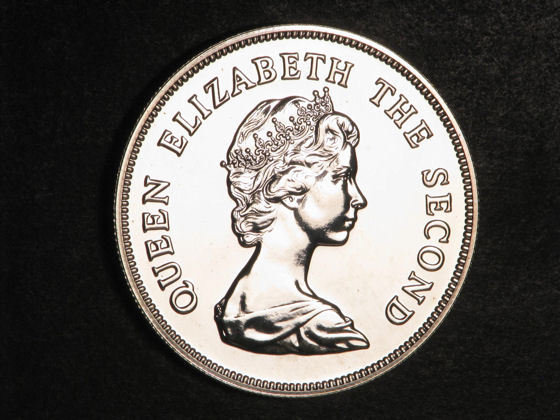 QUEEN ELIZABETH THE SECOND